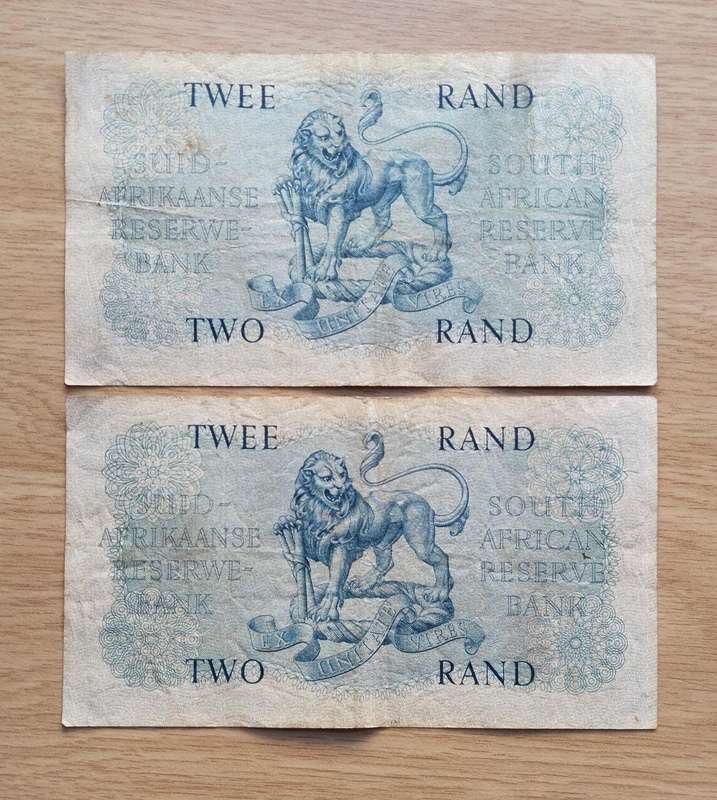 TWEE RAND
SUID-
AFRIKAANSE
RESERWE-
BANK
SOUTH
AFRICAN
RESERVE
BANK
EX UNITATE VIRES
TWO RAND
TWEE RAND
SUID-
AFRIKAANSE
RESERWE-
BANK
SOUTH
AFRICAN
RESERVE
BANK
EX UNITATE VIRES
TWO RAND